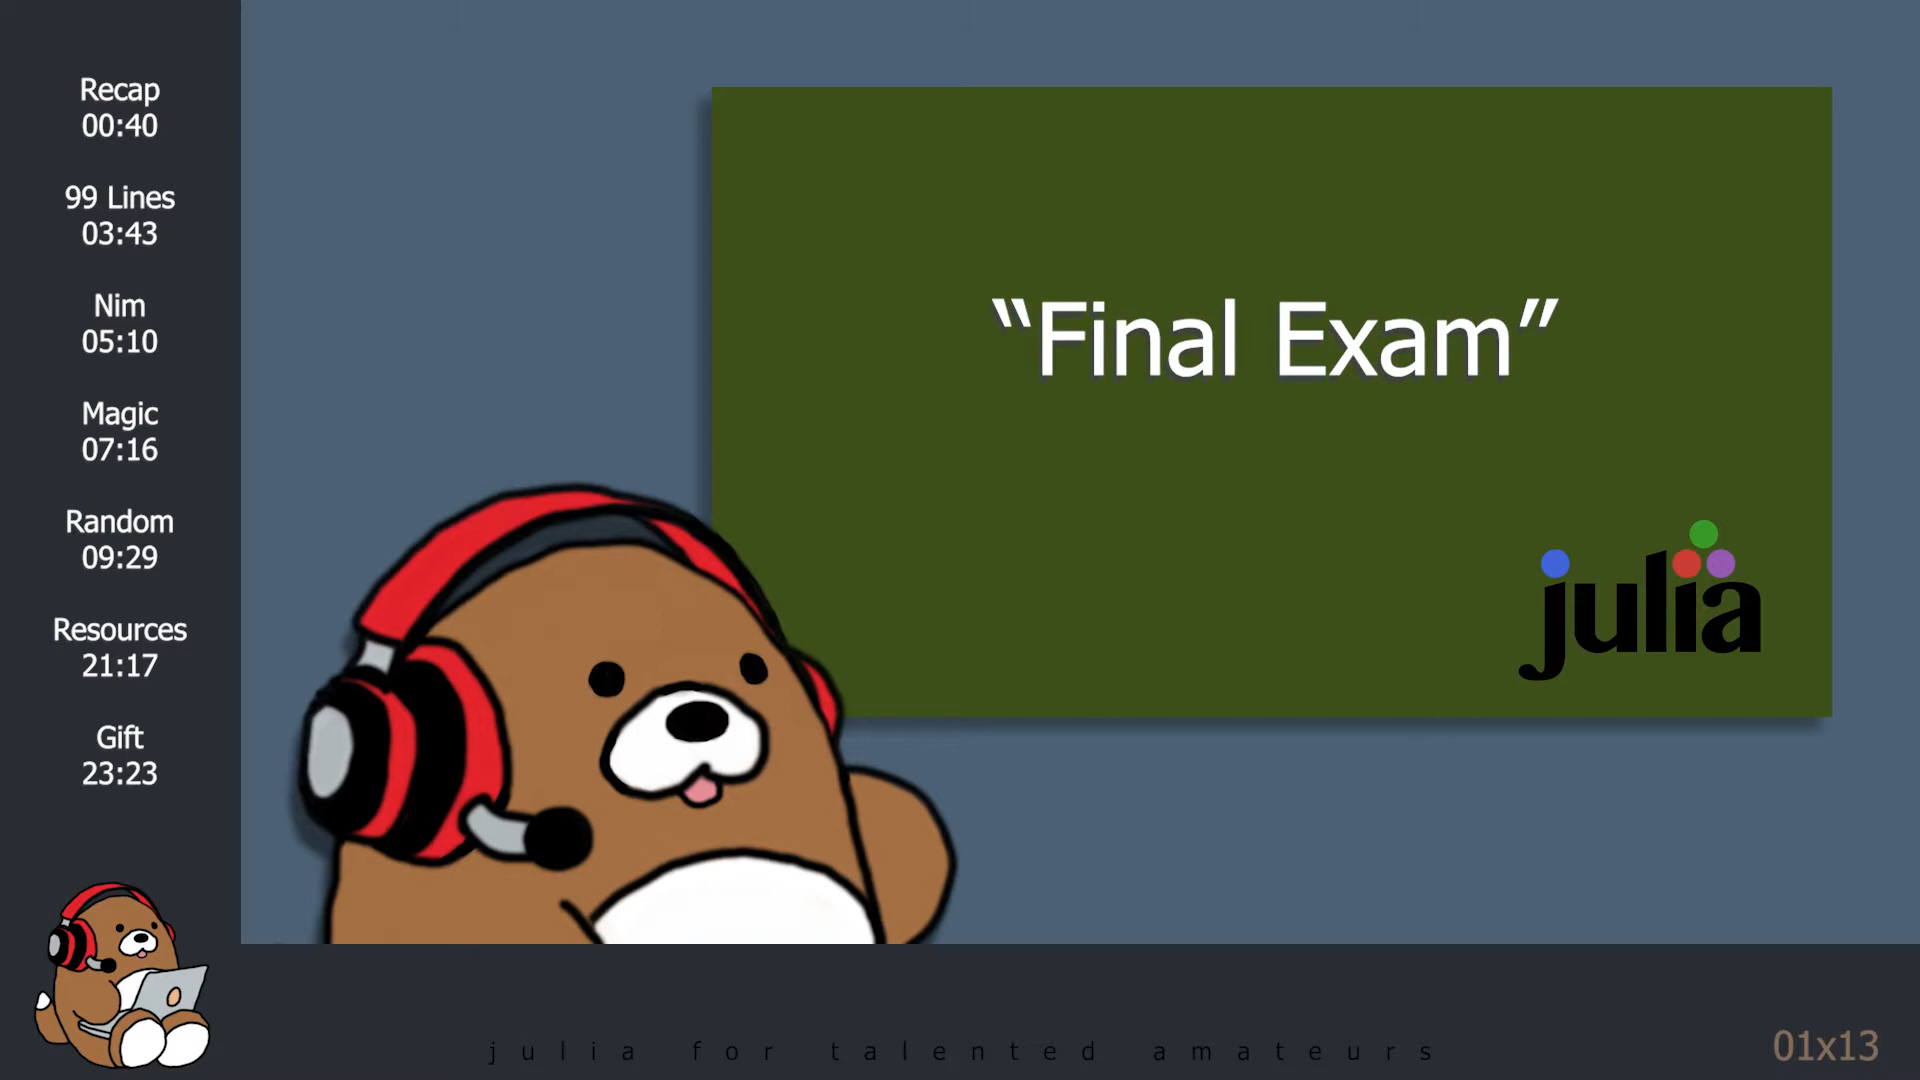 Recap
00:40
99 Lines
03:43
Nim
05:10
Magic
07:16
Random
09:29
Resources
21:17
Gift
23:23
“Final Exam”
julia
julia for talented amateurs
01x13